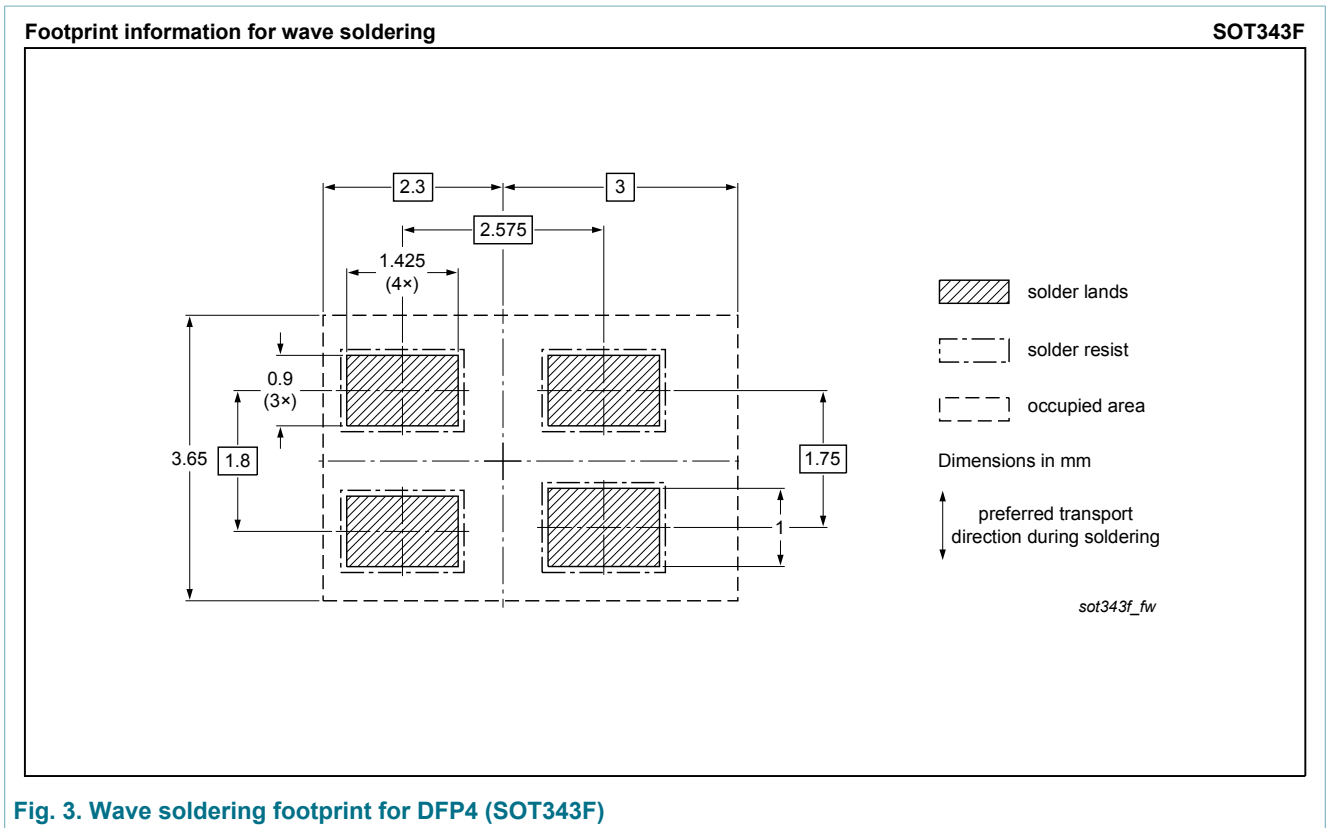 Footprint information for wave soldering SOT343F
2.3
3
2.575
1.425
(4×)
0.9
(3×)
3.65
1.8
1.75
1
solder lands
solder resist
occupied area
Dimensions in mm
preferred transport
direction during soldering
sot343f_fw
Fig. 3. Wave soldering footprint for DFP4 (SOT343F)